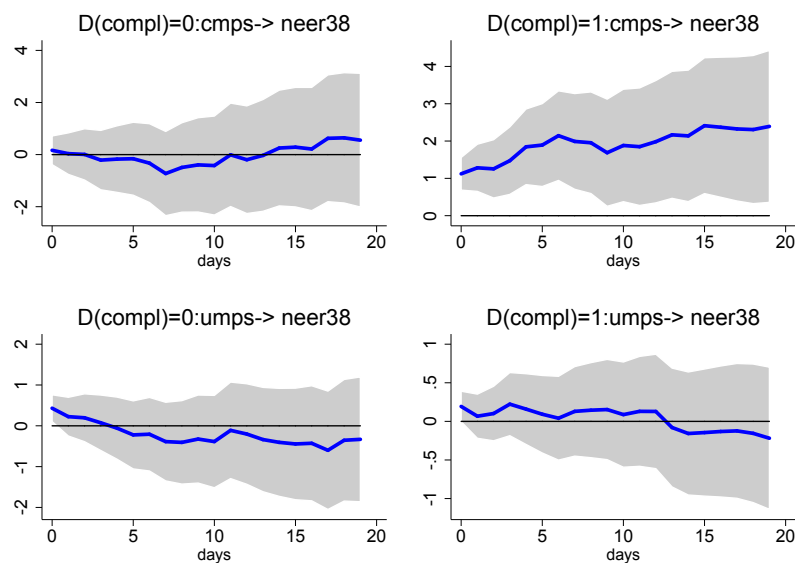 D(compl)=0:cmps-> neer38
4
2
0
-2
0 5 10 15 20
days
D(compl)=1:cmps-> neer38
4
3
2
1
0
0 5 10 15 20
days
D(compl)=0:umps-> neer38
2
1
0
-1
-2
0 5 10 15 20
days
D(compl)=1:umps-> neer38
1
.5
0
-.5
-1
0 5 10 15 20
days